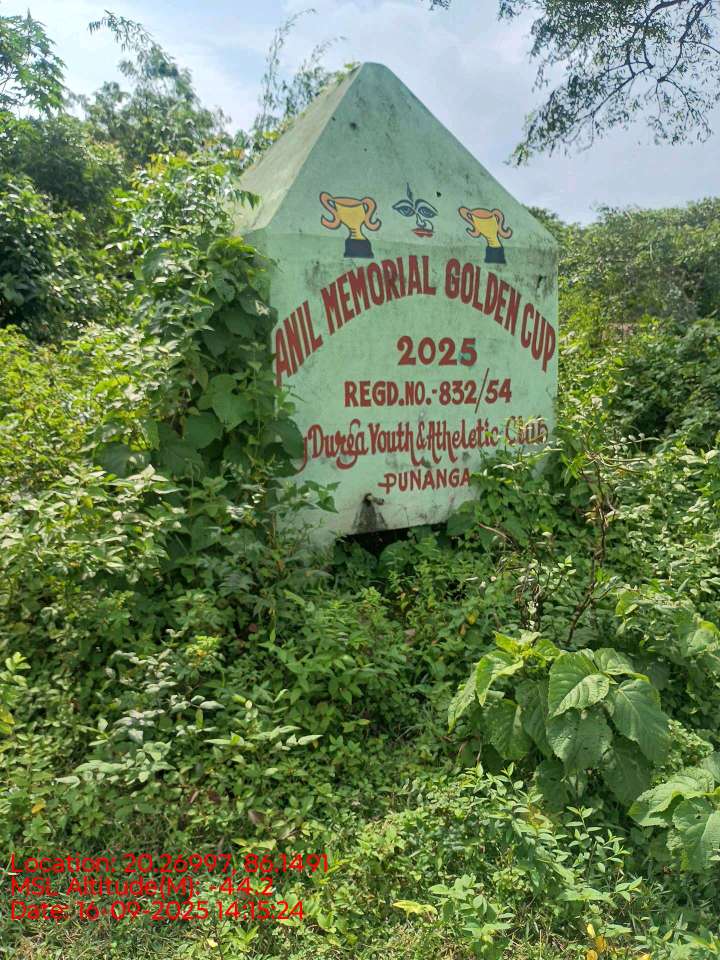 ANIL MEMORIAL GOLDEN CUP
2025
REGD.NO.-832/54
Durga Youth & Atheletic Club
PUNANGA
Location: 20.26997, 86.1491
MSL Altitude(M): -44.2
Date: 16-09-2025 14:15:24